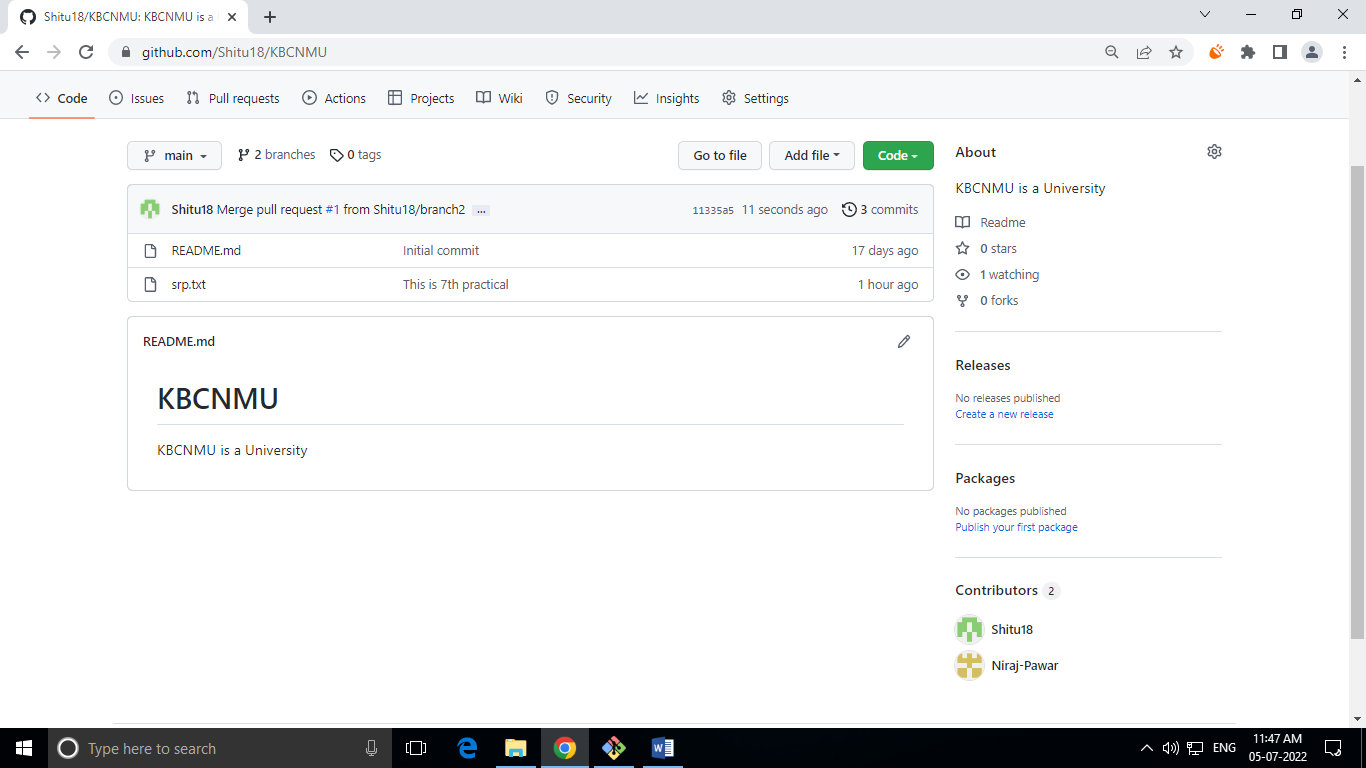 Shitu18/KBCNMU: KBCNMU is a
github.com/Shitu18/KBCNMU
Code Issues Pull requests Actions Projects Wiki Security Insights Settings
main 2 branches 0 tags Go to file Add file Code
Shitu18 Merge pull request #1 from Shitu18/branch2 ... 11335a5 11 seconds ago 3 commits
README.md Initial commit 17 days ago
srp.txt This is 7th practical 1 hour ago
README.md
KBCNMU
KBCNMU is a University
About
KBCNMU is a University
Readme
0 stars
1 watching
0 forks
Releases
No releases published
Create a new release
Packages
No packages published
Publish your first package
Contributors 2
Shitu18
Niraj-Pawar
Type here to search
ENG
11:47 AM
05-07-2022